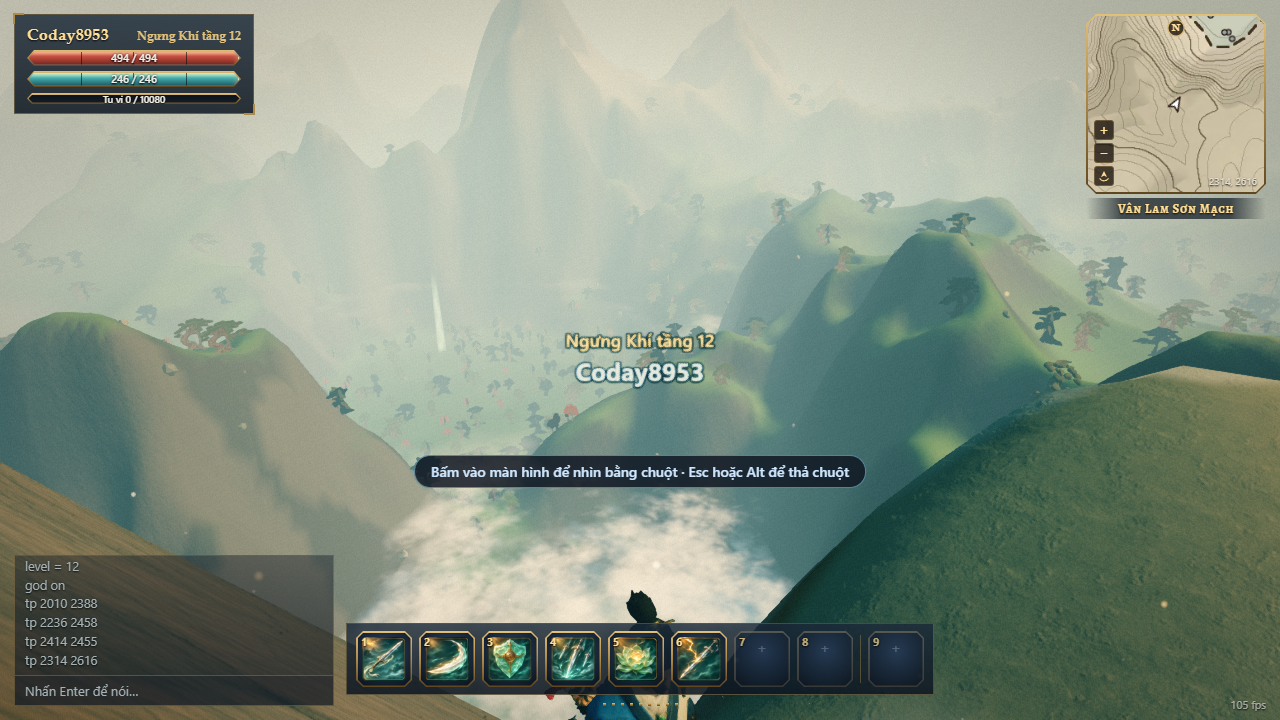 Coday8953
Ngưng Khí tầng 12
494 / 494
246 / 246
Tu vi 0 / 10080
N
+
−
2314, 2616
Vân Lam Sơn Mạch
Ngưng Khí tầng 12
Coday8953
Bấm vào màn hình để nhìn bằng chuột · Esc hoặc Alt để thả chuột
level = 12
god on
tp 2010 2388
tp 2236 2458
tp 2414 2455
tp 2314 2616
Nhấn Enter để nói...
1 2 3 4 5 6 7 8 9
+ + +
105 fps